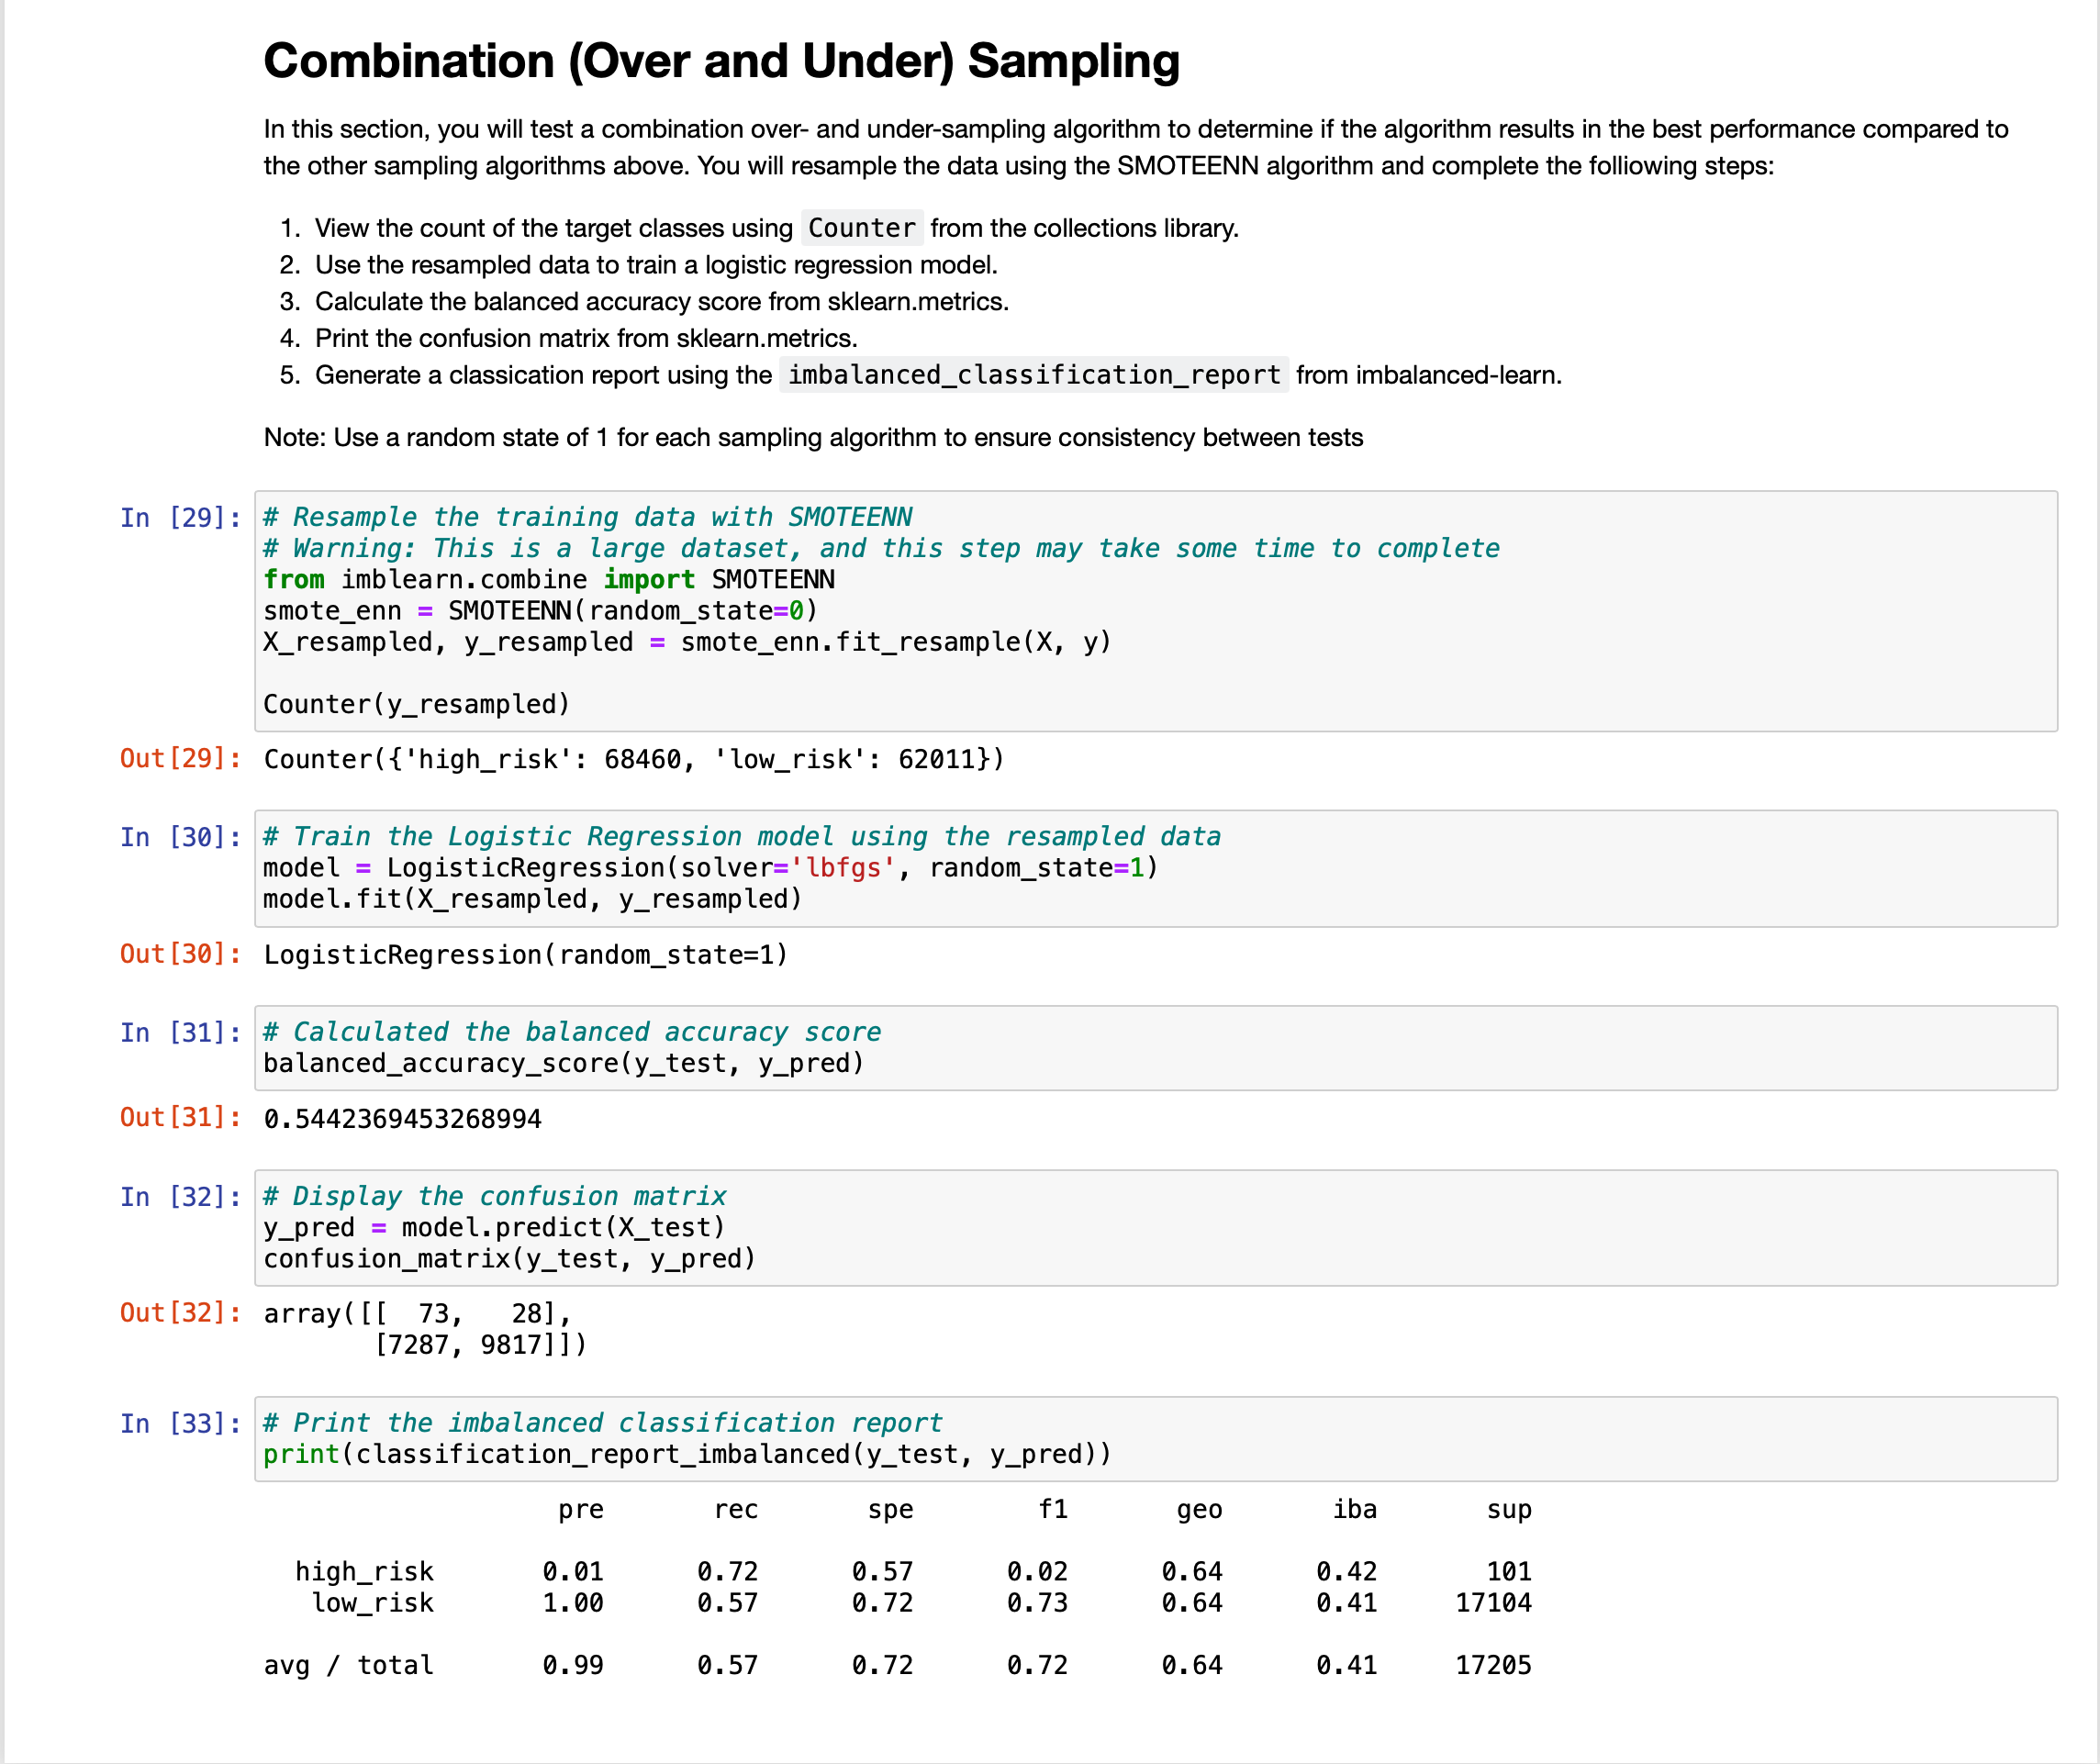 Combination (Over and Under) Sampling
In this section, you will test a combination over- and under-sampling algorithm to determine if the algorithm results in the best performance compared to
the other sampling algorithms above. You will resample the data using the SMOTEENN algorithm and complete the folliowing steps:
1. View the count of the target classes using Counter from the collections library.
2. Use the resampled data to train a logistic regression model.
3. Calculate the balanced accuracy score from sklearn.metrics.
4. Print the confusion matrix from sklearn.metrics.
5. Generate a classication report using the imbalanced_classification_report from imbalanced-learn.
Note: Use a random state of 1 for each sampling algorithm to ensure consistency between tests
In [29]: # Resample the training data with SMOTEENN
# Warning: This is a large dataset, and this step may take some time to complete
from imblearn.combine import SMOTEENN
smote_enn = SMOTEENN(random_state=0)
X_resampled, y_resampled = smote_enn.fit_resample(X, y)
Counter(y_resampled)
Out[29]: Counter({'high_risk': 68460, 'low_risk': 62011})
In [30]: # Train the Logistic Regression model using the resampled data
model = LogisticRegression(solver='lbfgs', random_state=1)
model.fit(X_resampled, y_resampled)
Out[30]: LogisticRegression(random_state=1)
In [31]: # Calculated the balanced accuracy score
balanced_accuracy_score(y_test, y_pred)
Out[31]: 0.5442369453268994
In [32]: # Display the confusion matrix
y_pred = model.predict(X_test)
confusion_matrix(y_test, y_pred)
Out[32]: array([[  73,   28],
       [7287, 9817]])
In [33]: # Print the imbalanced classification report
print(classification_report_imbalanced(y_test, y_pred))
pre rec spe f1 geo iba sup
high_risk 0.01 0.72 0.57 0.02 0.64 0.42 101
low_risk 1.00 0.57 0.72 0.73 0.64 0.41 17104
avg / total 0.99 0.57 0.72 0.72 0.64 0.41 17205